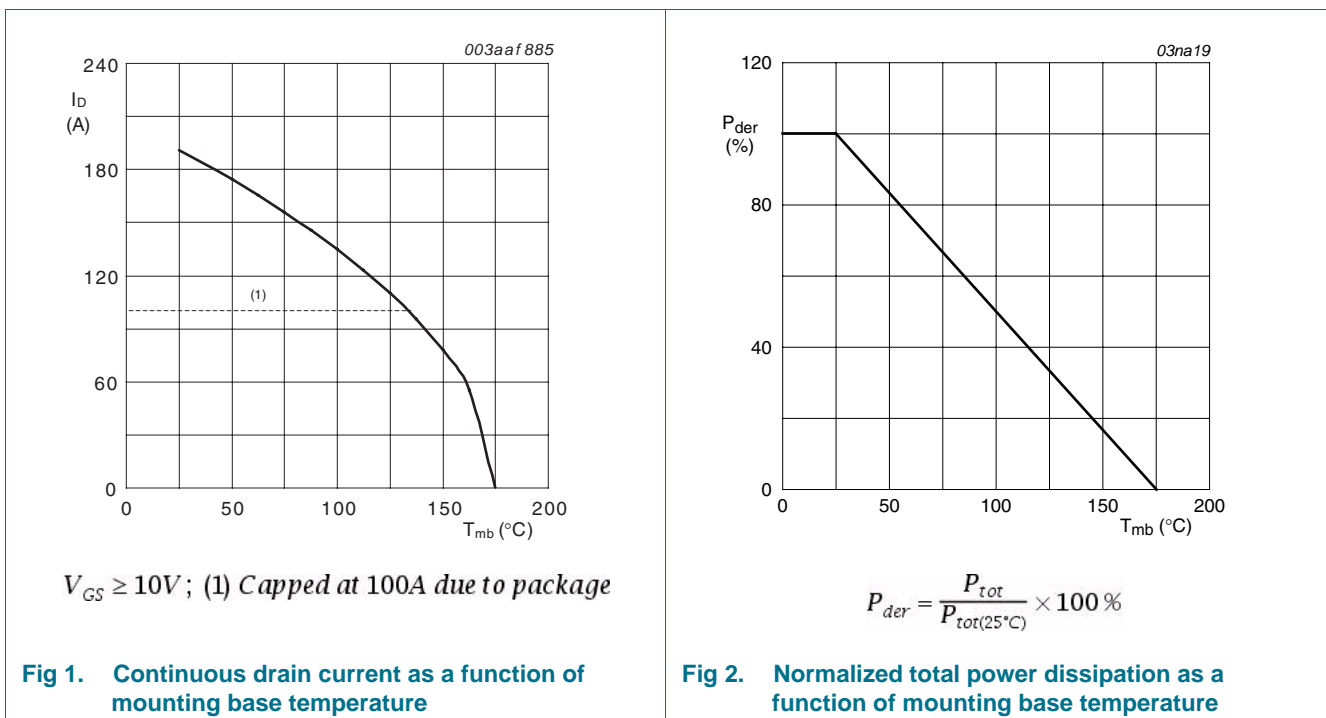 003aaf885
240
I_D
(A)
180
120
(1)
60
0
0 50 100 150 200
T_mb (°C)
V_GS ≥ 10V; (1) Capped at 100A due to package
Fig 1. Continuous drain current as a function of
mounting base temperature
03na19
120
P_der
(%)
80
40
0
0 50 100 150 200
T_mb (°C)
P_der = P_tot / P_tot(25°C) × 100 %
Fig 2. Normalized total power dissipation as a
function of mounting base temperature